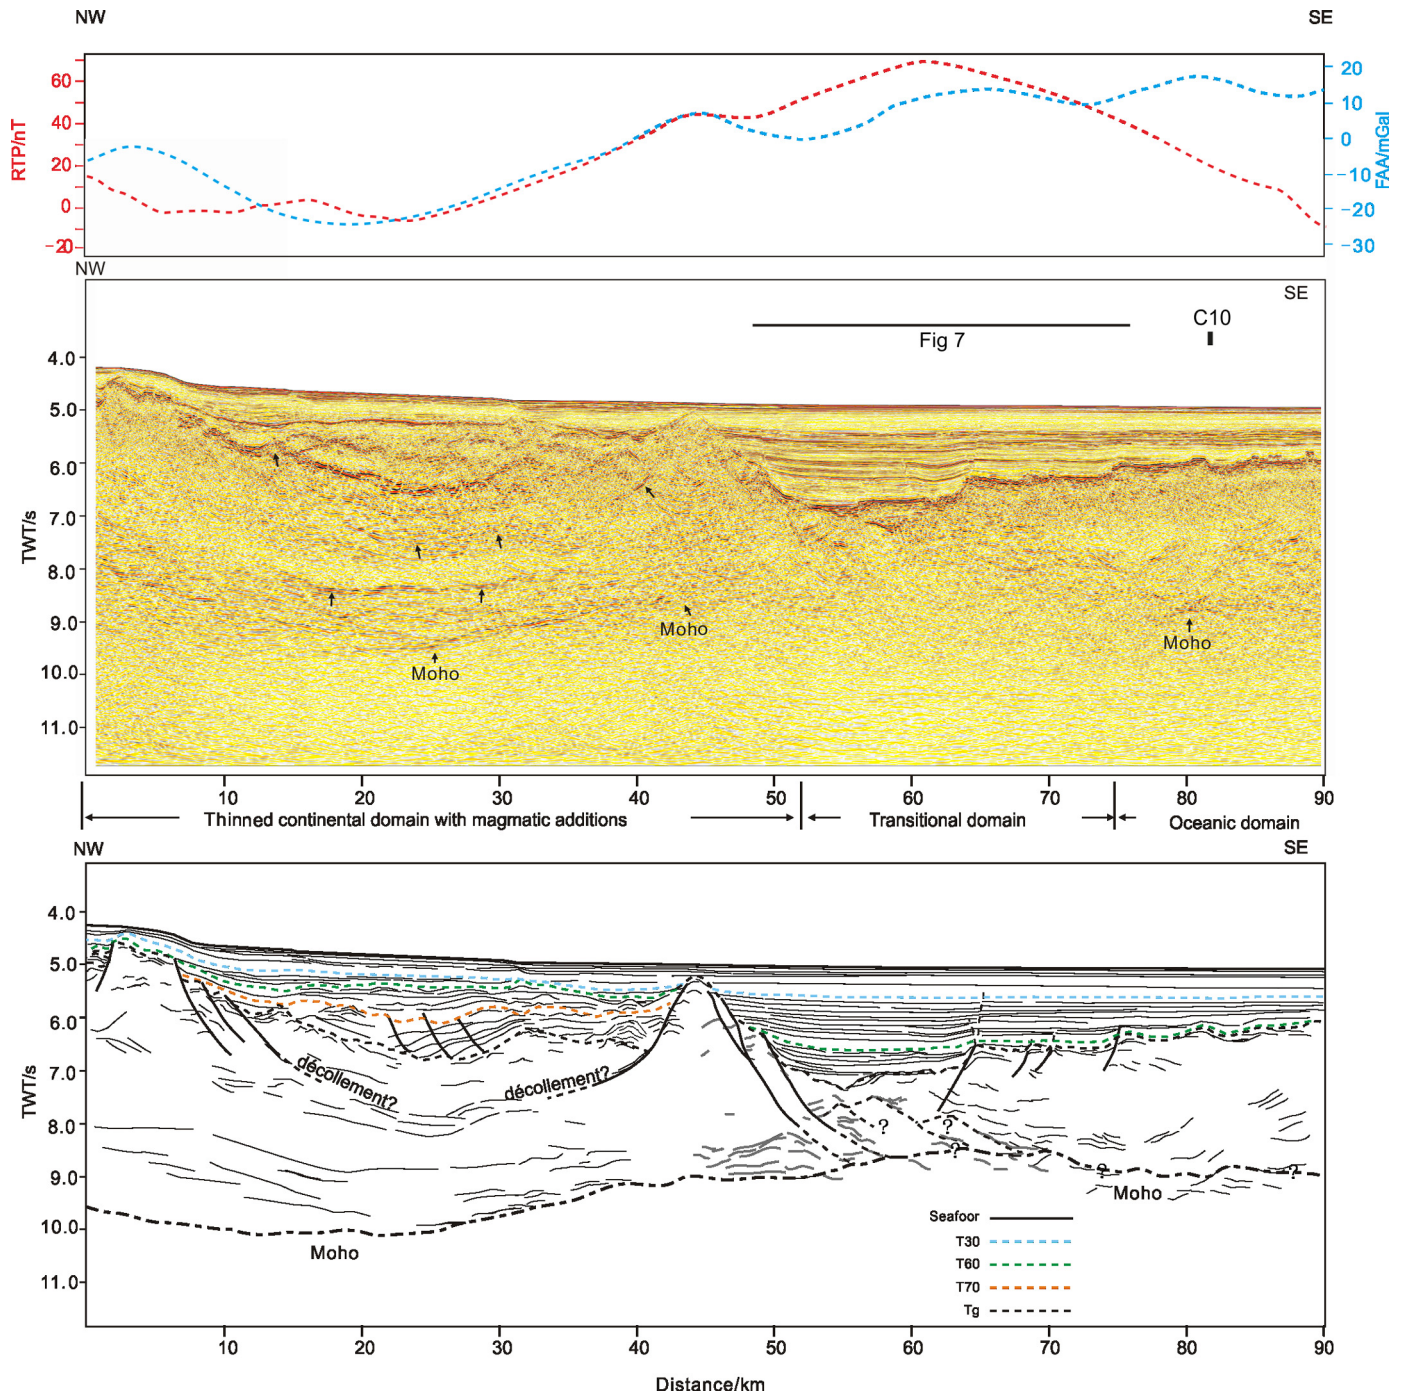 NW SE
RTP/nT
60
40
20
0
-20
20
10
0
-10
-20
-30
FAA/mGal
NW SE
Fig 7
C10
TWT/s
4.0
5.0
6.0
7.0
8.0
9.0
10.0
11.0
Moho
Moho
Moho
10 20 30 40 50 60 70 80 90
Thinned continental domain with magmatic additions Transitional domain Oceanic domain
NW SE
TWT/s
4.0
5.0
6.0
7.0
8.0
9.0
10.0
11.0
décollement?
décollement?
?
?
?
?
?
Moho
Moho
Seafoor
T30
T60
T70
Tg
10 20 30 40 50 60 70 80 90
Distance/km